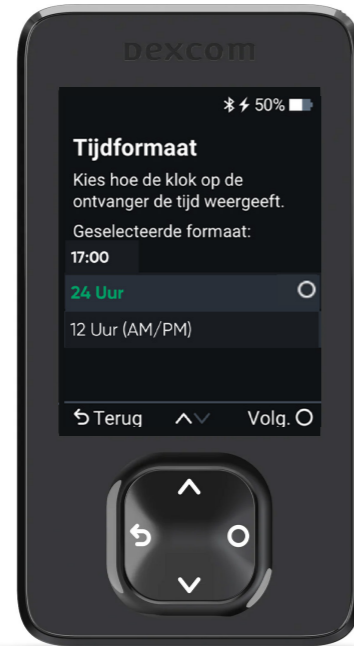 Dexcom
50%
Tijdformaat
Kies hoe de klok op de
ontvanger de tijd weergeeft.
Geselecteerde formaat:
17:00
24 Uur
12 Uur (AM/PM)
Terug Volg.